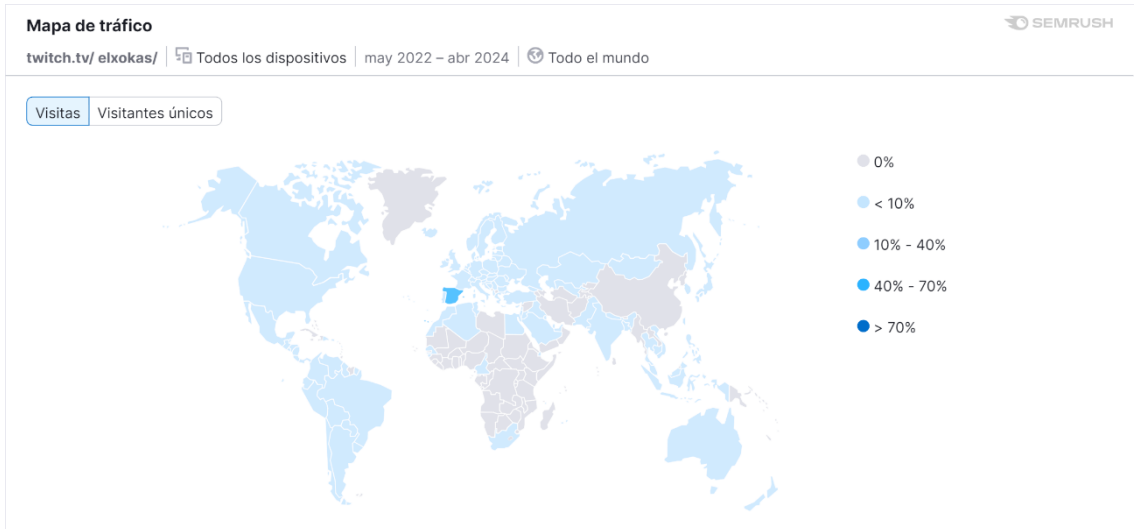 Mapa de tráfico
SEMRUSH
twitch.tv/ elxokas/ Todos los dispositivos may 2022 – abr 2024 Todo el mundo
Visitas Visitantes únicos
0%
< 10%
10% - 40%
40% - 70%
> 70%